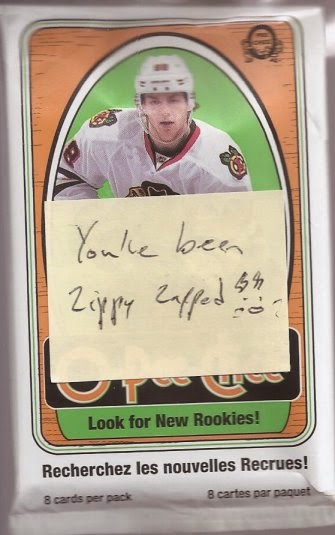 You've been
Zippy Zapped!!
O-Pee-Chee
Look for New Rookies!
Recherchez les nouvelles Recrues!
8 cards per pack 8 cartes par paquet